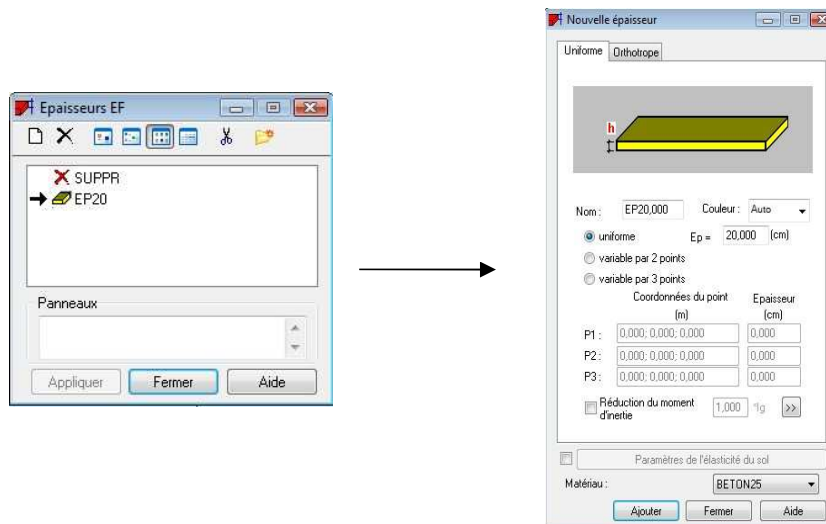 Epaisseurs EF
SUPPR
EP20
Panneaux
Appliquer Fermer Aide
Nouvelle épaisseur
Uniforme Orthotrope
h
Nom : EP20,000 Couleur : Auto
uniforme Ep = 20,000 (cm)
variable par 2 points
variable par 3 points
Coordonnées du point Epaisseur
(m) (cm)
P1 : 0,000; 0,000; 0,000 0,000
P2 : 0,000; 0,000; 0,000 0,000
P3 : 0,000; 0,000; 0,000 0,000
Réduction du moment
d'inertie 1,000 *Ig >>
Paramètres de l'élasticité du sol
Matériau : BETON25
Ajouter Fermer Aide